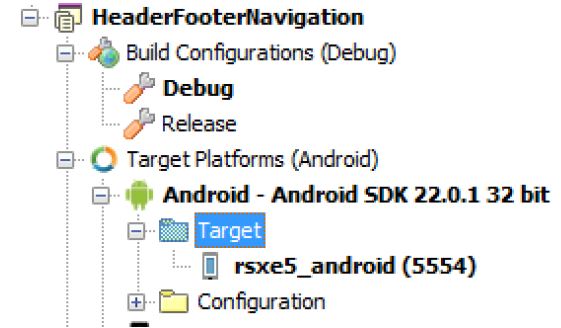 HeaderFooterNavigation
Build Configurations (Debug)
Debug
Release
Target Platforms (Android)
Android - Android SDK 22.0.1 32 bit
Target
rsxe5_android (5554)
Configuration